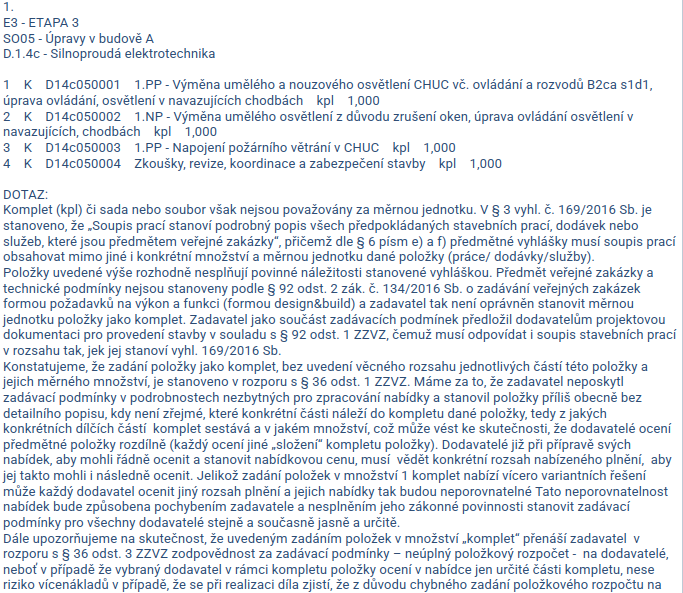 1.
E3 - ETAPA 3
SO05 - Úpravy v budově A
D.1.4c - Silnoproudá elektrotechnika
1 K D14c050001 1.PP - Výměna umělého a nouzového osvětlení CHUC vč. ovládání a rozvodů B2ca s1d1,
úprava ovládání, osvětlení v navazujících chodbách kpl 1,000
2 K D14c050002 1.NP - Výměna umělého osvětlení z důvodu zrušení oken, úprava ovládání osvětlení v
navazujících, chodbách kpl 1,000
3 K D14c050003 1.PP - Napojení požárního větrání v CHUC kpl 1,000
4 K D14c050004 Zkoušky, revize, koordinace a zabezpečení stavby kpl 1,000
DOTAZ:
Komplet (kpl) či sada nebo soubor však nejsou považovány za měrnou jednotku. V § 3 vyhl. č. 169/2016 Sb. je
stanoveno, že „Soupis prací stanoví podrobný popis všech předpokládaných stavebních prací, dodávek nebo
služeb, které jsou předmětem veřejné zakázky“, přičemž dle § 6 písm e) a f) předmětné vyhlášky musí soupis prací
obsahovat mimo jiné i konkrétní množství a měrnou jednotku dané položky (práce/ dodávky/služby).
Položky uvedené výše rozhodně nesplňují povinné náležitosti stanovené vyhláškou. Předmět veřejné zakázky a
technické podmínky nejsou stanoveny podle § 92 odst. 2 zák. č. 134/2016 Sb. o zadávání veřejných zakázek
formou požadavků na výkon a funkci (formou design&build) a zadavatel tak není oprávněn stanovit měrnou
jednotku položky jako komplet. Zadavatel jako součást zadávacích podmínek předložil dodavatelům projektovou
dokumentaci pro provedení stavby v souladu s § 92 odst. 1 ZZVZ, čemuž musí odpovídat i soupis stavebních prací
v rozsahu tak, jek jej stanoví vyhl. 169/2016 Sb.
Konstatujeme, že zadání položky jako komplet, bez uvedení věcného rozsahu jednotlivých částí této položky a
jejich měrného množství, je stanoveno v rozporu s § 36 odst. 1 ZZVZ. Máme za to, že zadavatel neposkytl
zadávací podmínky v podrobnostech nezbytných pro zpracování nabídky a stanovil položky příliš obecně bez
detailního popisu, kdy není zřejmé, které konkrétní části náleží do kompletu dané položky, tedy z jakých
konkrétních dílčích částí komplet sestává a v jakém množství, což může vést ke skutečnosti, že dodavatelé ocení
předmětné položky rozdílně (každý ocení jiné „složení“ kompletu položky). Dodavatelé již při přípravě svých
nabídek, aby mohli řádně ocenit a stanovit nabídkovou cenu, musí vědět konkrétní rozsah nabízeného plnění, aby
jej takto mohli i následně ocenit. Jelikož zadání položek v množství 1 komplet nabízí vícero variantních řešení
může každý dodavatel ocenit jiný rozsah plnění a jejich nabídky tak budou neporovnatelné Tato neporovnatelnost
nabídek bude způsobena pochybením zadavatele a nesplněním jeho zákonné povinnosti stanovit zadávací
podmínky pro všechny dodavatelé stejně a současně jasně a určitě.
Dále upozorňujeme na skutečnost, že uvedeným zadáním položek v množství „komplet“ přenáší zadavatel v
rozporu s § 36 odst. 3 ZZVZ zodpovědnost za zadávací podmínky – neúplný položkový rozpočet - na dodavatelé,
neboť v případě že vybraný dodavatel v rámci kompletu položky ocení v nabídce jen určité části kompletu, nese
riziko vícenákladů v případě, že se při realizaci díla zjistí, že z důvodu chybného zadání položkového rozpočtu na